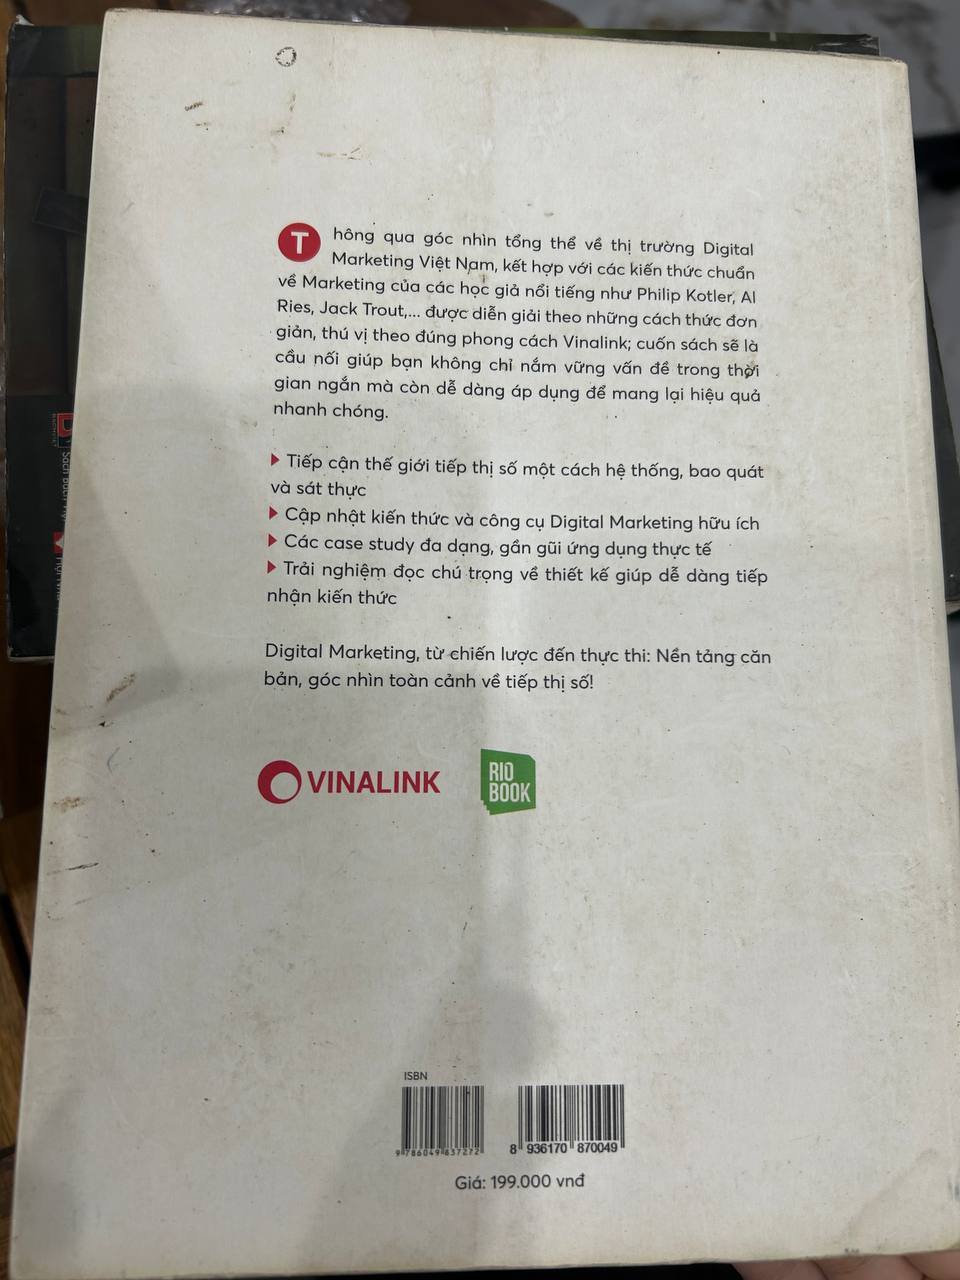 Thông qua góc nhìn tổng thể về thị trường Digital
Marketing Việt Nam, kết hợp với các kiến thức chuẩn
về Marketing của các học giả nổi tiếng như Philip Kotler, Al
Ries, Jack Trout,... được diễn giải theo những cách thức đơn
giản, thú vị theo đúng phong cách Vinalink; cuốn sách sẽ là
cầu nối giúp bạn không chỉ nắm vững vấn đề trong thời
gian ngắn mà còn dễ dàng áp dụng để mang lại hiệu quả
nhanh chóng.
Tiếp cận thế giới tiếp thị số một cách hệ thống, bao quát
và sát thực
Cập nhật kiến thức và công cụ Digital Marketing hữu ích
Các case study đa dạng, gần gũi ứng dụng thực tế
Trải nghiệm đọc chú trọng về thiết kế giúp dễ dàng tiếp
nhận kiến thức
Digital Marketing, từ chiến lược đến thực thi: Nền tảng căn
bản, góc nhìn toàn cảnh về tiếp thị số!
VINALINK
RIO
BOOK
ISBN
9 786049 637272
8 936170 870049
Giá: 199.000 vnđ